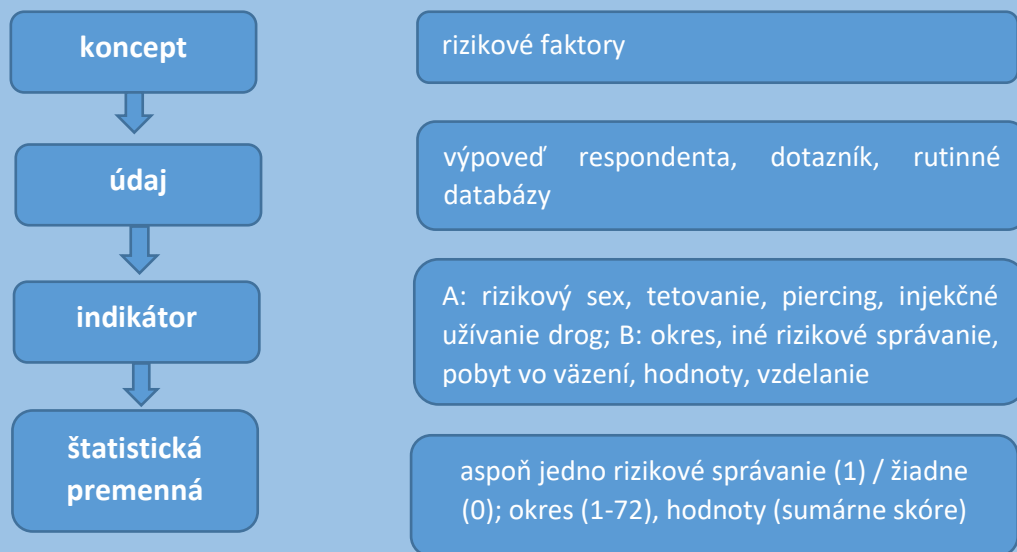 koncept
rizikové faktory
údaj
výpoveď respondenta, dotazník, rutinné
databázy
indikátor
A: rizikový sex, tetovanie, piercing, injekčné
užívanie drog; B: okres, iné rizikové správanie,
pobyt vo väzení, hodnoty, vzdelanie
štatistická
premenná
aspoň jedno rizikové správanie (1) / žiadne
(0); okres (1-72), hodnoty (sumárne skóre)